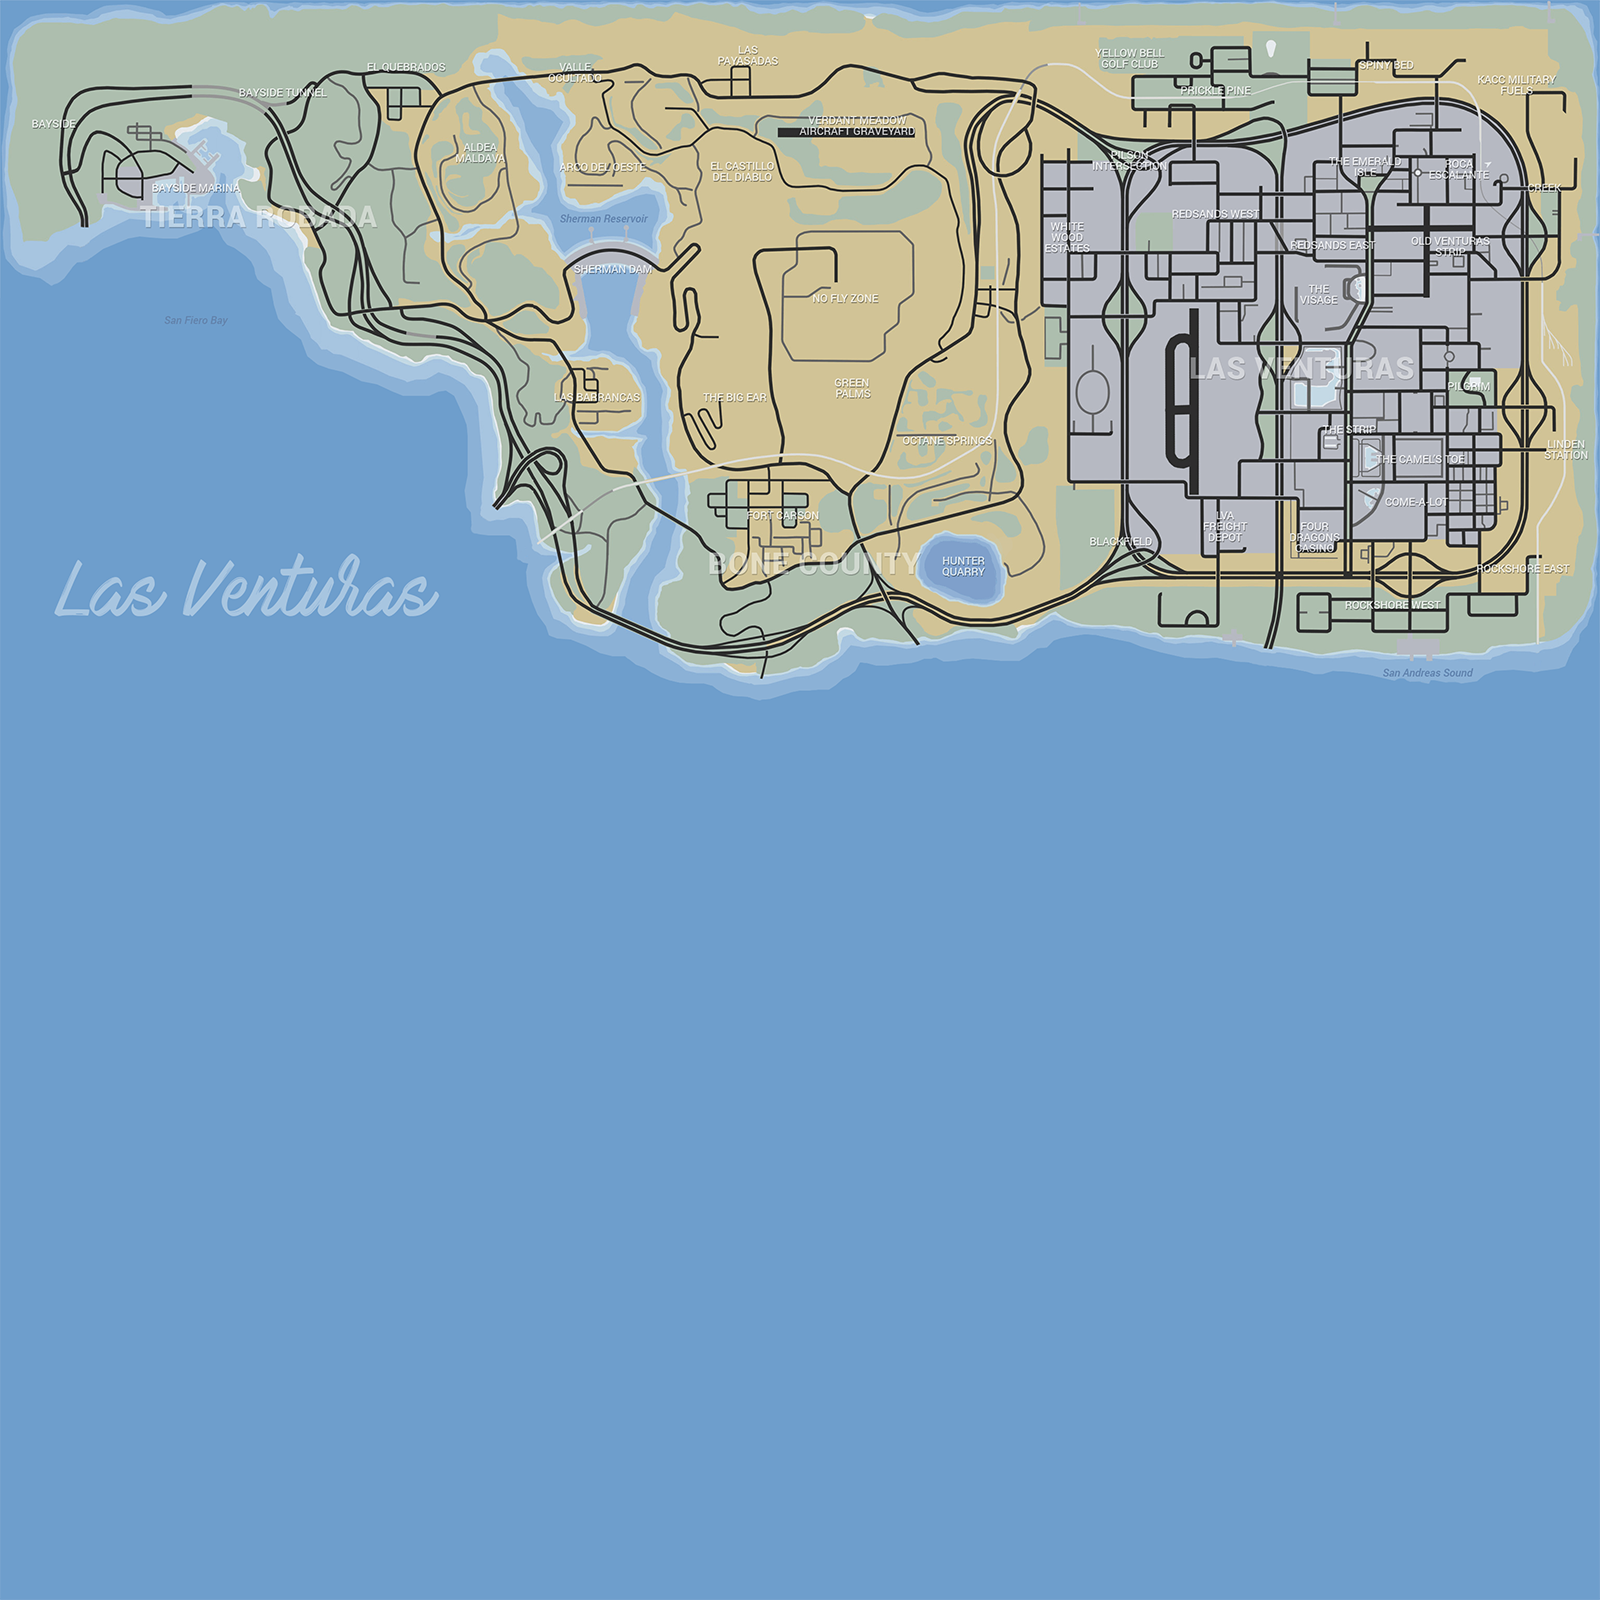 LAS
PAYASADAS
YELLOW BELL
GOLF CLUB
EL QUEBRADOS
VALLE
OCULTADO
SPINY BED
KACC MILITARY
FUELS
BAYSIDE TUNNEL
PRICKLE PINE
BAYSIDE
VERDANT MEADOW
AIRCRAFT GRAVEYARD
ALDEA
MALDAVA
ARCO DEL OESTE
EL CASTILLO
DEL DIABLO
PILSON
INTERSECTION
THE EMERALD
ISLE
ROCA
ESCALANTE
BAYSIDE MARINA
CREEK
TIERRA ROBADA
Sherman Reservoir
REDSANDS WEST
WHITE
WOOD
ESTATES
REDSANDS EAST
OLD VENTURAS
STRIP
SHERMAN DAM
NO FLY ZONE
THE
VISAGE
San Fiero Bay
LAS VENTURAS
GREEN
PALMS
PILGRIM
LAS BARRANCAS
THE BIG EAR
THE STRIP
OCTANE SPRINGS
LINDEN
STATION
THE CAMEL'S TOE
COME-A-LOT
FORT CARSON
LVA
FREIGHT
DEPOT
FOUR
DRAGONS
CASINO
BLACKFIELD
BONE COUNTY
HUNTER
QUARRY
ROCKSHORE EAST
Las Venturas
ROCKSHORE WEST
San Andreas Sound